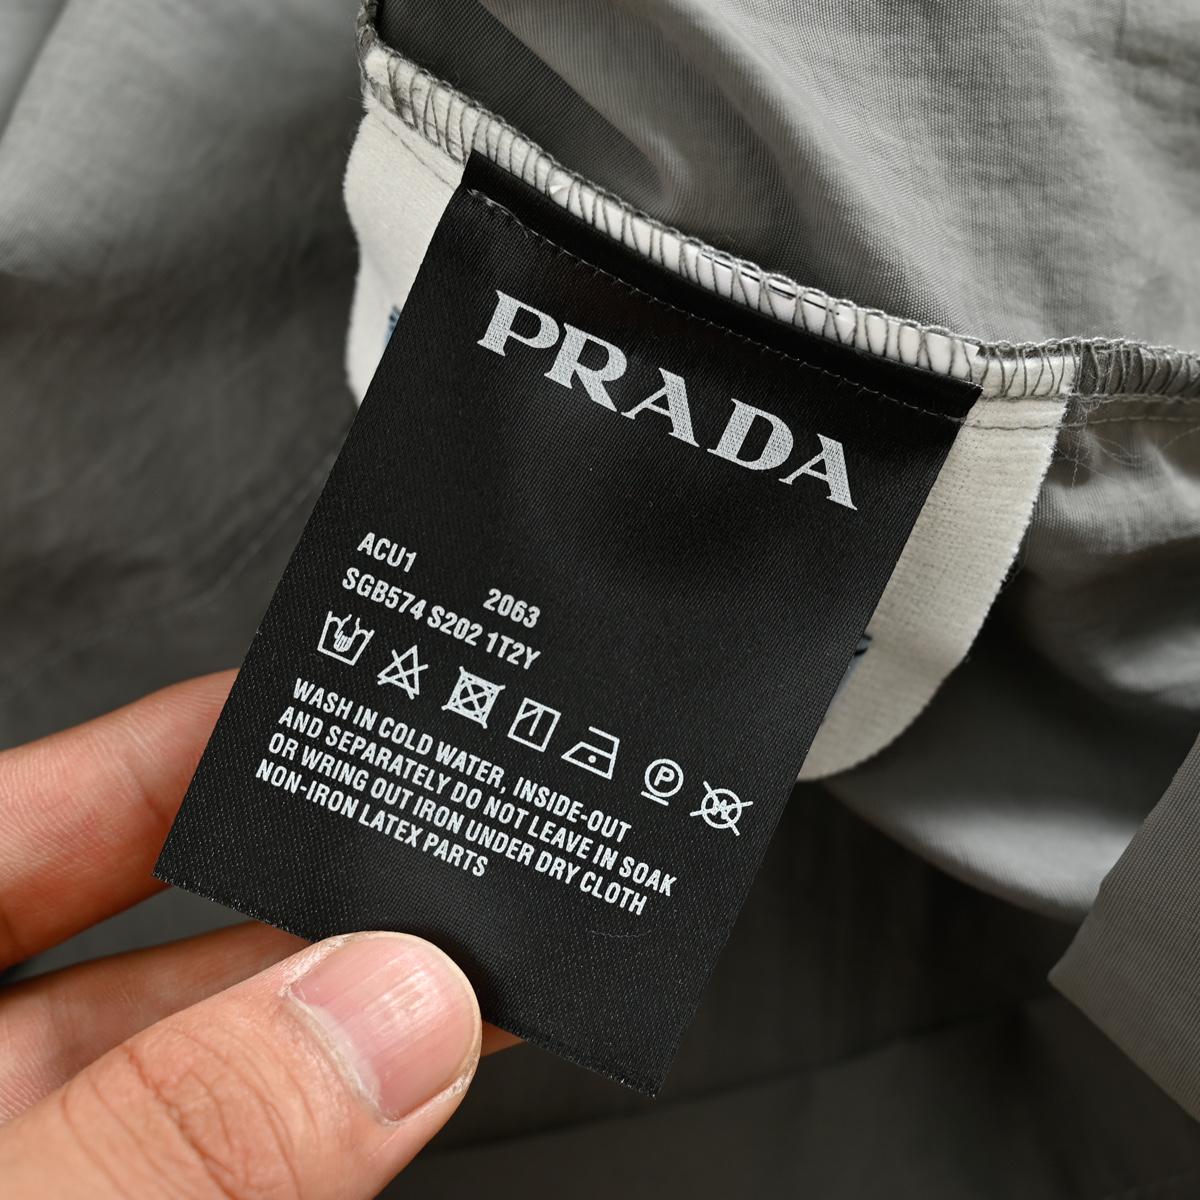 PRADA
ACU1 2063
SGB574 S202 1T2Y
P
WASH IN COLD WATER, INSIDE-OUT
AND SEPARATELY DO NOT LEAVE IN SOAK
OR WRING OUT IRON UNDER DRY CLOTH
NON-IRON LATEX PARTS